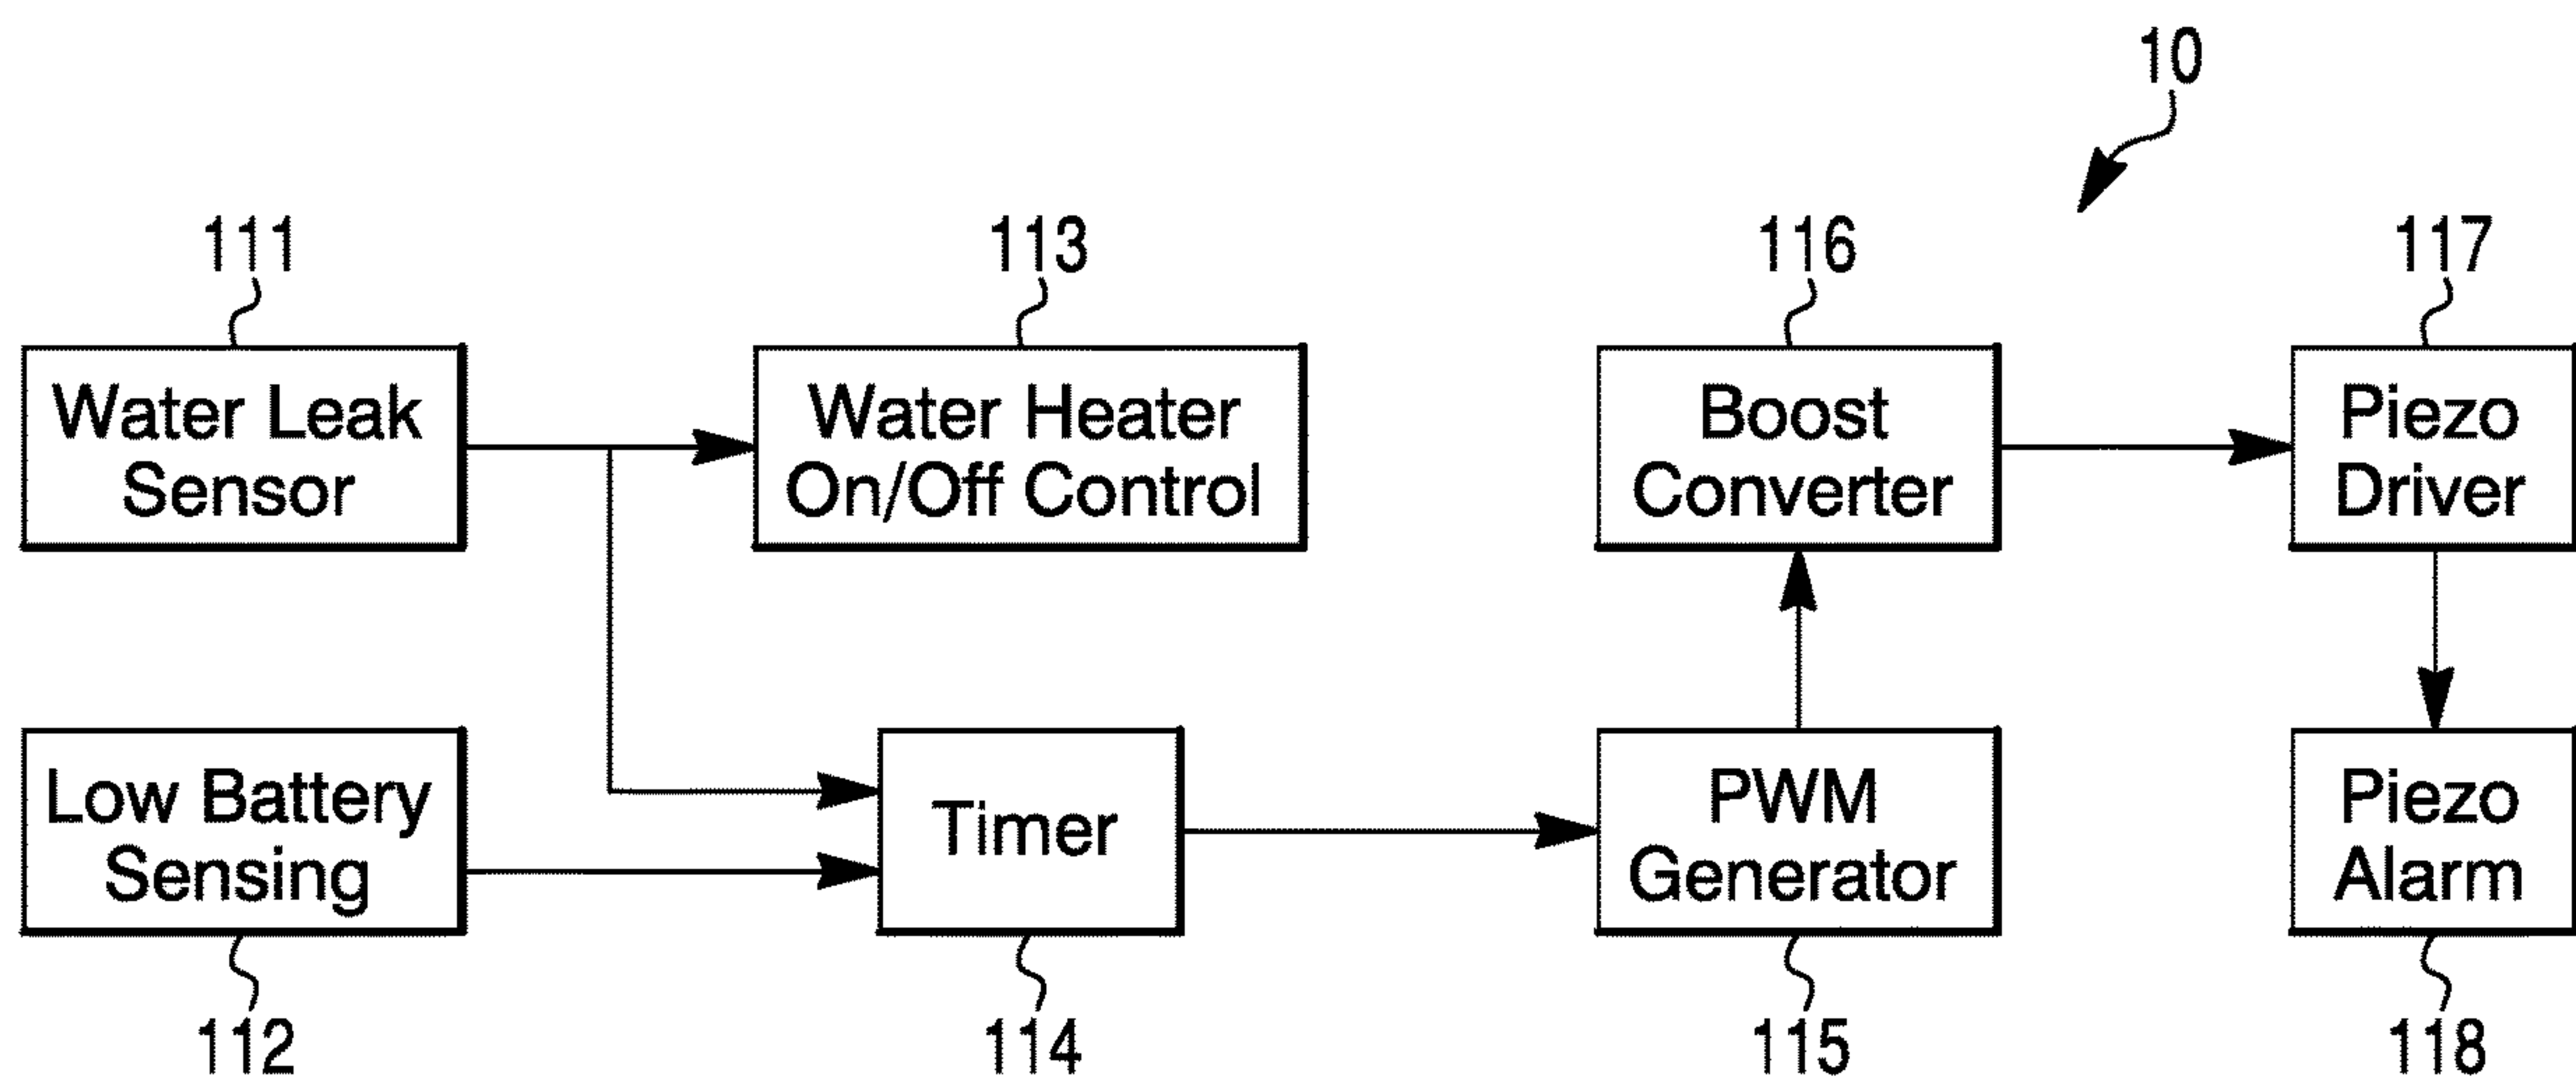 10
111
113
116
117
Water Leak
Sensor
Water Heater
On/Off Control
Boost
Converter
Piezo
Driver
Low Battery
Sensing
Timer
PWM
Generator
Piezo
Alarm
112
114
115
118